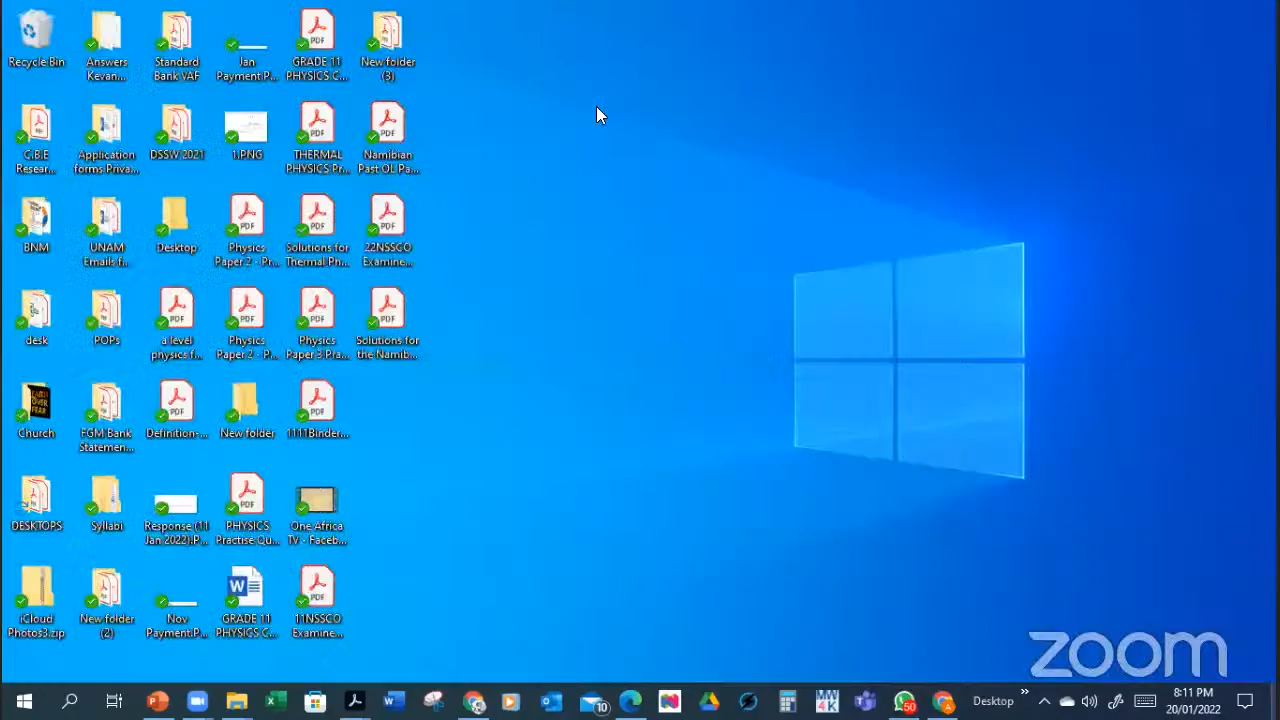 Recycle Bin
Answers
Kevan...
Standard
Bank VAF
Jan
Payment.P...
GRADE 11
PHYSICS C...
New folder
(3)
C.B.E
Resear...
Application
forms Priva...
DSSW 2021
1.PNG
THERMAL
PHYSICS Pr...
Namibian
Past OL Pa...
BNM
UNAM
Emails f...
Desktop
Physics
Paper 2 - Pr...
Solutions for
Thermal Ph...
22NSSCO
Examine...
desk
POPs
a level
physics f...
Physics
Paper 2 - P...
Physics
Paper 3 Pra...
Solutions for
the Namib...
Church
FGM Bank
Statemen...
Definition-...
New folder
1111Binder...
DESKTOPS
Syllabi
Response (11
Jan 2022).P...
PHYSICS
Practise Qu...
One Africa
TV - Faceb...
iCloud
Photos3.zip
New folder
(2)
Nov
Payment.P...
GRADE 11
PHYSICS C...
11NSSCO
Examine...
zoom
10
50
Desktop
8:11 PM
20/01/2022